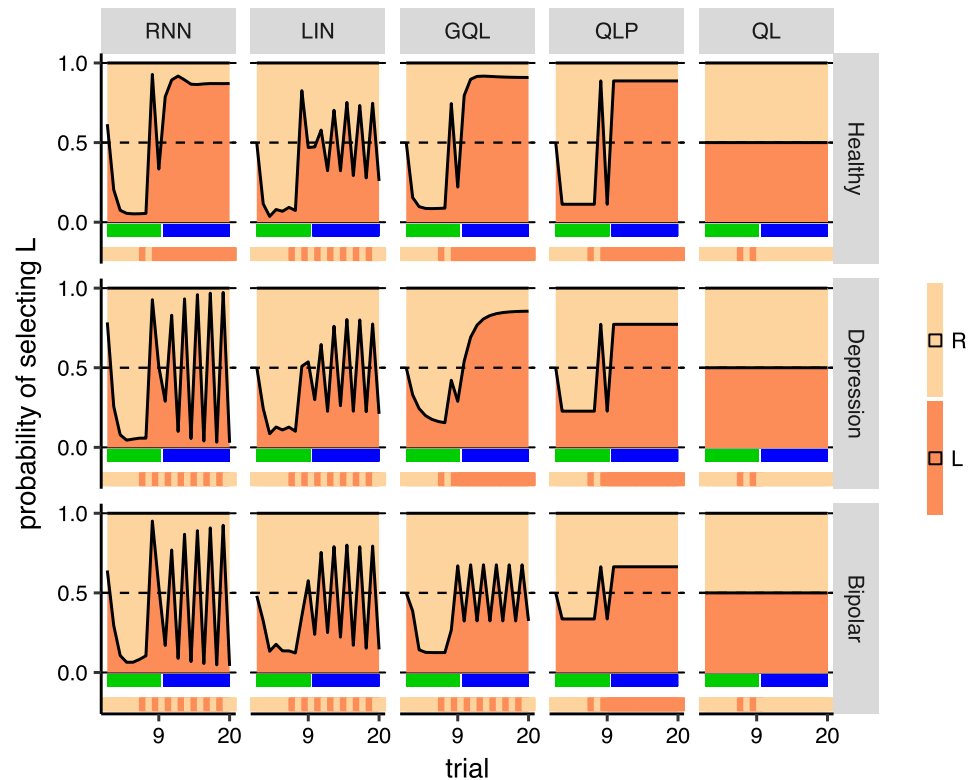 RNN LIN GQL QLP QL
probability of selecting L
1.0
0.5
0.0
Healthy
1.0
0.5
0.0
Depression
R
L
1.0
0.5
0.0
Bipolar
9 20 9 20 9 20 9 20 9 20
trial